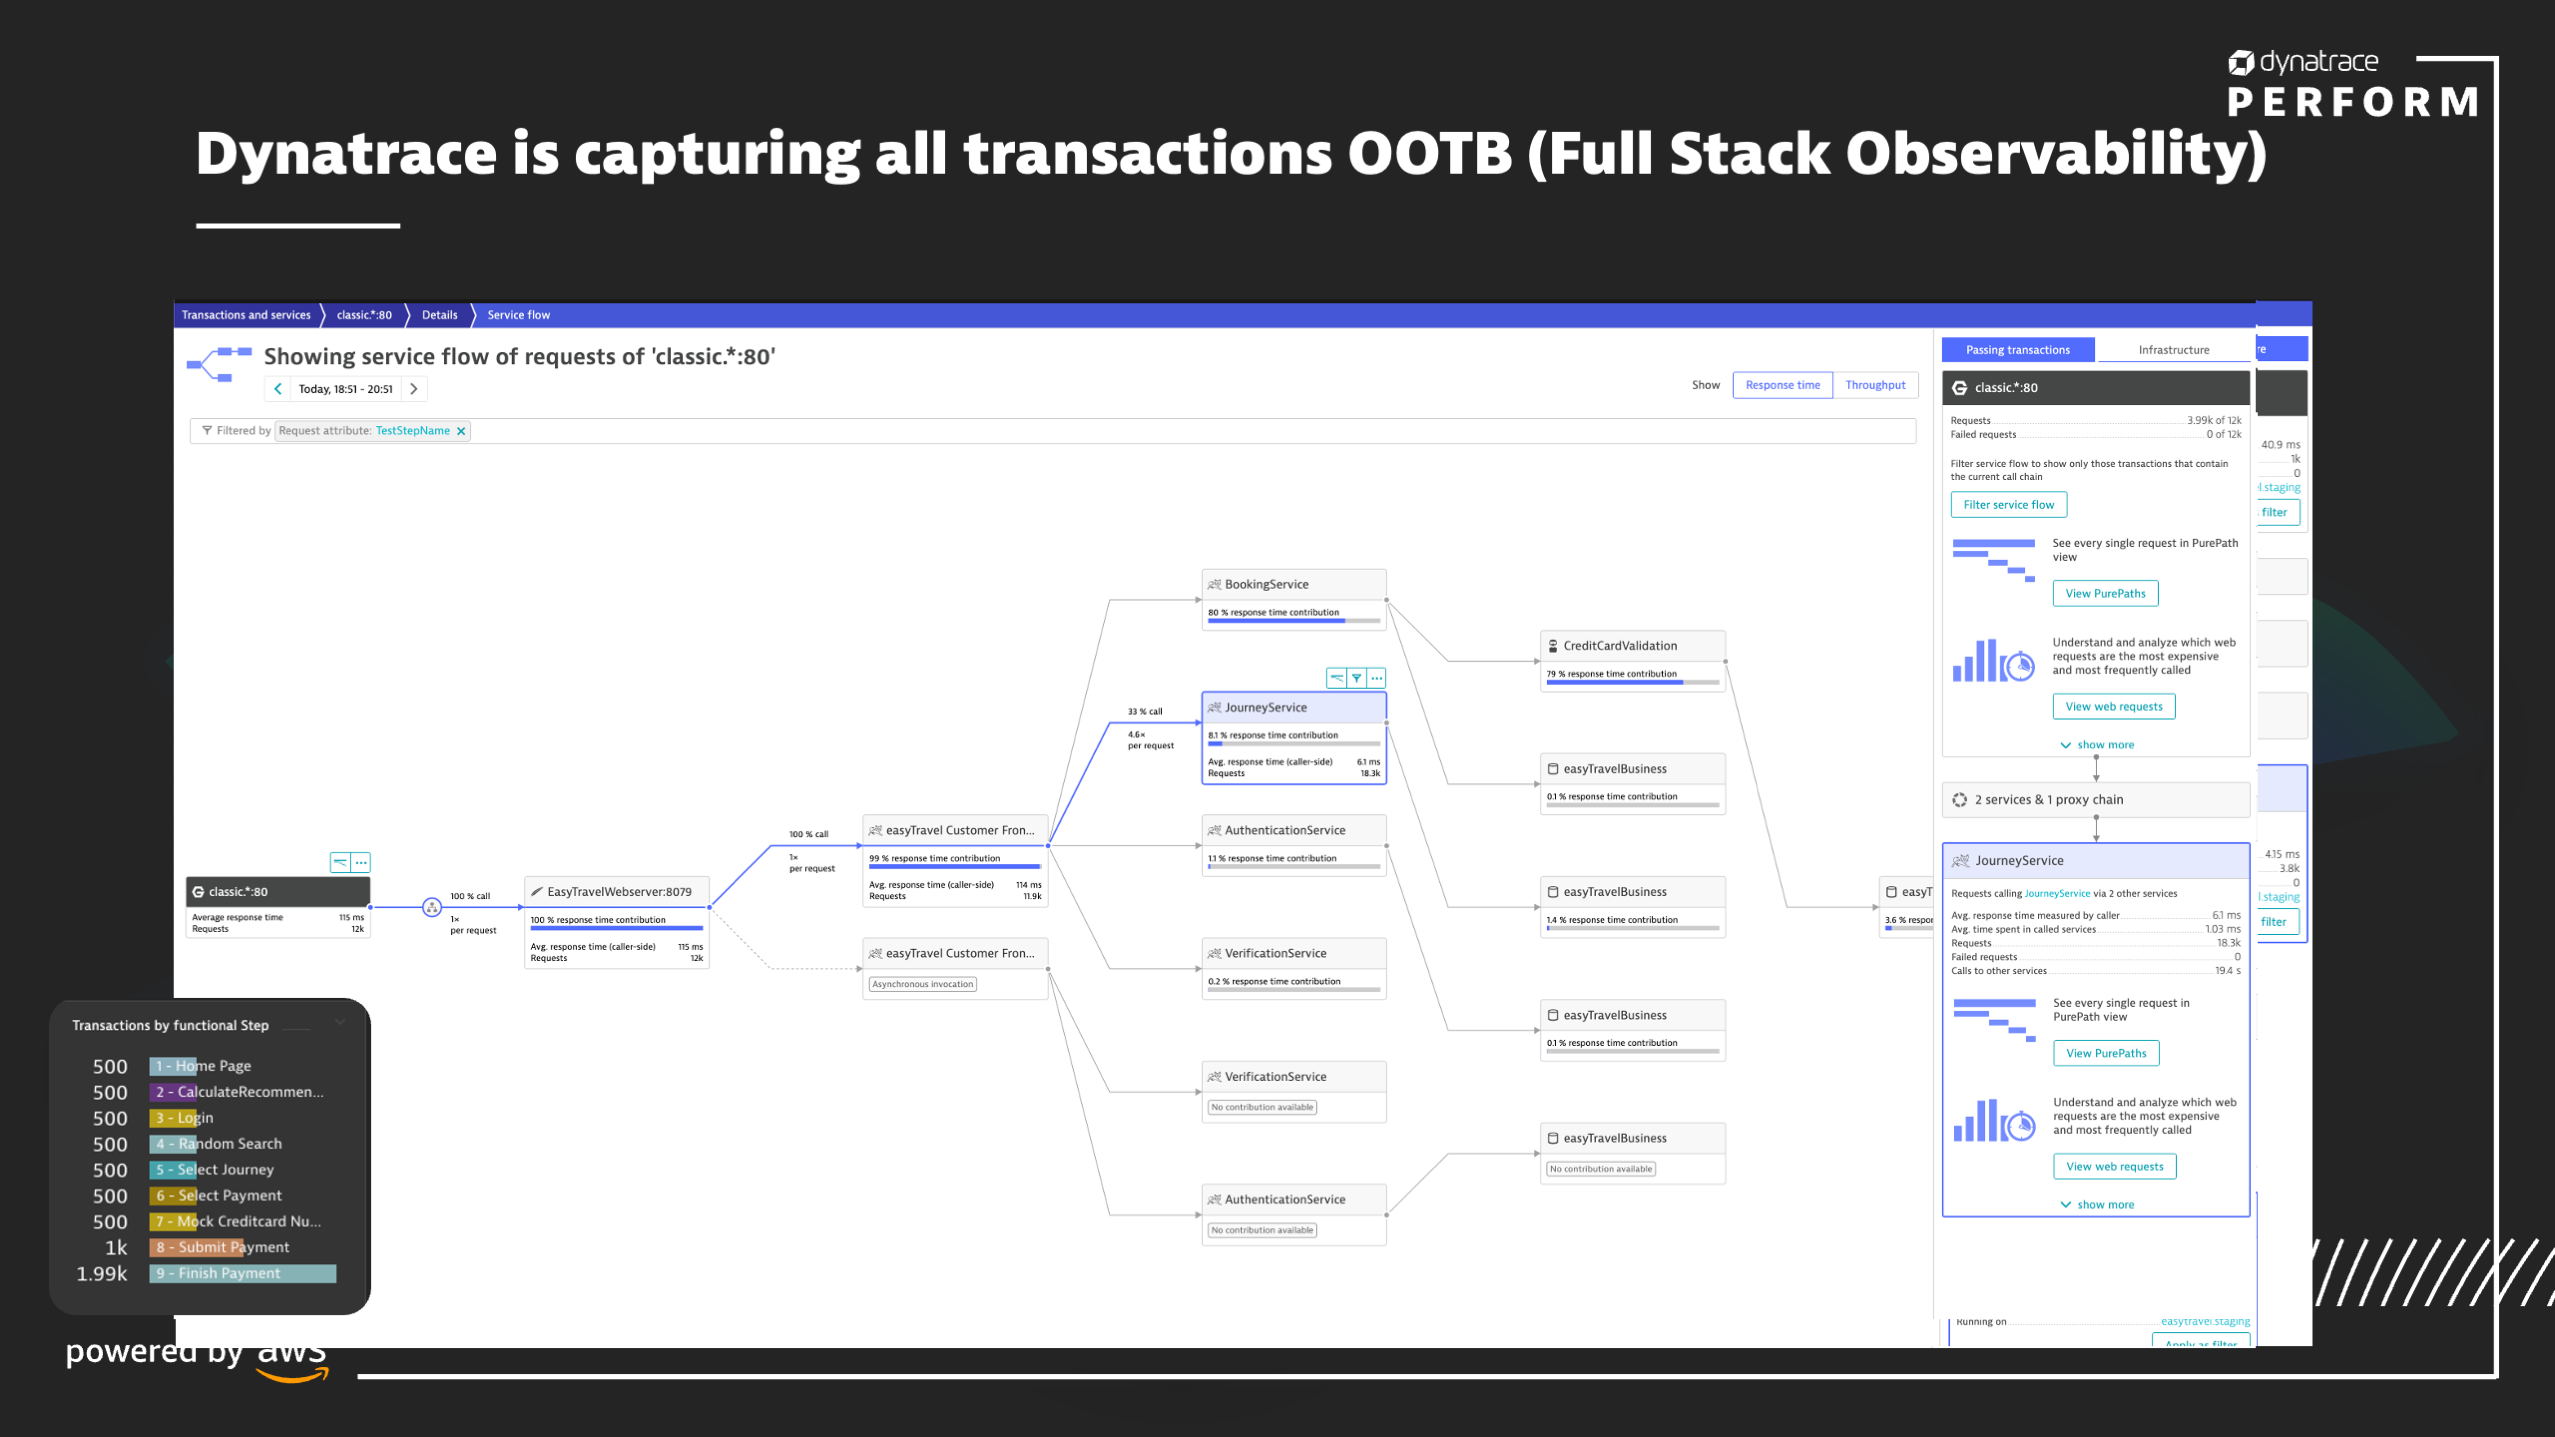 dynatrace
PERFORM
Dynatrace is capturing all transactions OOTB (Full Stack Observability)
Transactions and services
classic.*:80
Details
Service flow
Showing service flow of requests of 'classic.*:80'
Today, 18:51 - 20:51
Show
Response time
Throughput
Filtered by
Request attribute: TestStepName
classic.*:80
Average response time 115 ms
Requests 12k
100 % call
1×
per request
EasyTravelWebserver:8079
100 % response time contribution
Avg. response time (caller-side) 115 ms
Requests 12k
100 % call
1×
per request
easyTravel Customer Fron...
99 % response time contribution
Avg. response time (caller-side) 114 ms
Requests 11.9k
easyTravel Customer Fron...
Asynchronous invocation
33 % call
4.6×
per request
BookingService
80 % response time contribution
JourneyService
8.1 % response time contribution
Avg. response time (caller-side) 6.1 ms
Requests 18.3k
AuthenticationService
1.1 % response time contribution
VerificationService
0.2 % response time contribution
VerificationService
No contribution available
AuthenticationService
No contribution available
CreditCardValidation
79 % response time contribution
easyTravelBusiness
0.1 % response time contribution
easyTravelBusiness
1.4 % response time contribution
easyTravelBusiness
0.1 % response time contribution
easyTravelBusiness
No contribution available
easyT
3.6 % respon
Passing transactions
Infrastructure
classic.*:80
Requests 3.99k of 12k
Failed requests 0 of 12k
Filter service flow to show only those transactions that contain
the current call chain
Filter service flow
See every single request in PurePath
view
View PurePaths
Understand and analyze which web
requests are the most expensive
and most frequently called
View web requests
show more
2 services & 1 proxy chain
JourneyService
Requests calling JourneyService via 2 other services
Avg. response time measured by caller 6.1 ms
Avg. time spent in called services 1.03 ms
Requests 18.3k
Failed requests 0
Calls to other services 19.4 s
See every single request in
PurePath view
View PurePaths
Understand and analyze which web
requests are the most expensive
and most frequently called
View web requests
show more
Running on easytravel.staging
Apply as filter
re
40.9 ms
1k
0
l.staging
filter
4.15 ms
3.8k
0
l.staging
filter
Transactions by functional Step
500 1 - Home Page
500 2 - CalculateRecommen...
500 3 - Login
500 4 - Random Search
500 5 - Select Journey
500 6 - Select Payment
500 7 - Mock Creditcard Nu...
1k 8 - Submit Payment
1.99k 9 - Finish Payment
powered by aws